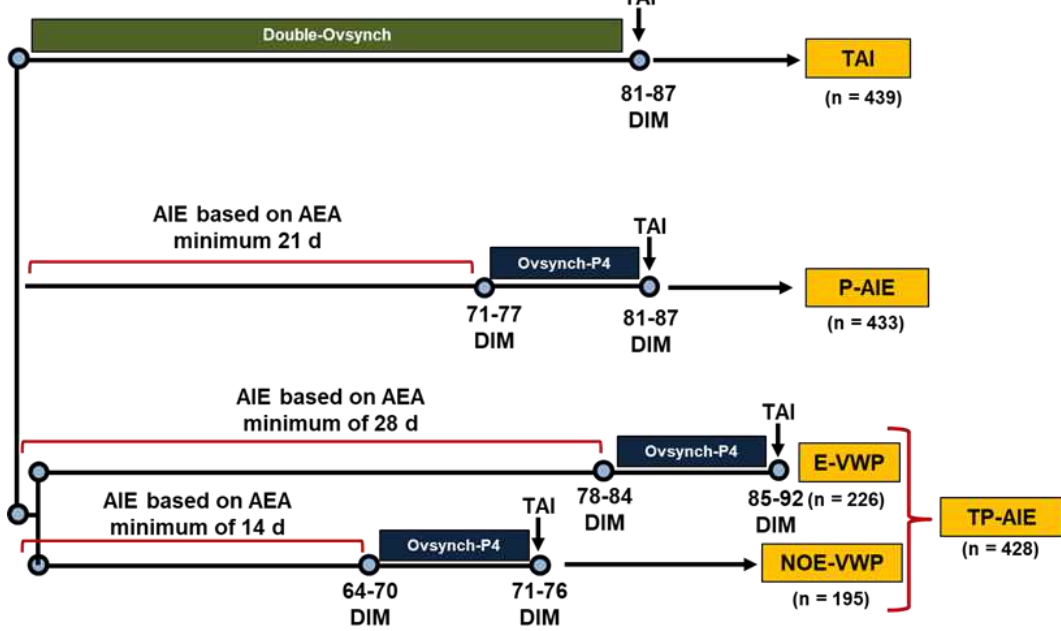 TAI
Double-Ovsynch
81-87
DIM
TAI
(n = 439)
AIE based on AEA
minimum 21 d
TAI
Ovsynch-P4
71-77
DIM
81-87
DIM
P-AIE
(n = 433)
AIE based on AEA
minimum of 28 d
TAI
Ovsynch-P4
78-84
DIM
85-92
DIM
E-VWP
(n = 226)
AIE based on AEA
minimum of 14 d
TAI
Ovsynch-P4
64-70
DIM
71-76
DIM
NOE-VWP
(n = 195)
TP-AIE
(n = 428)